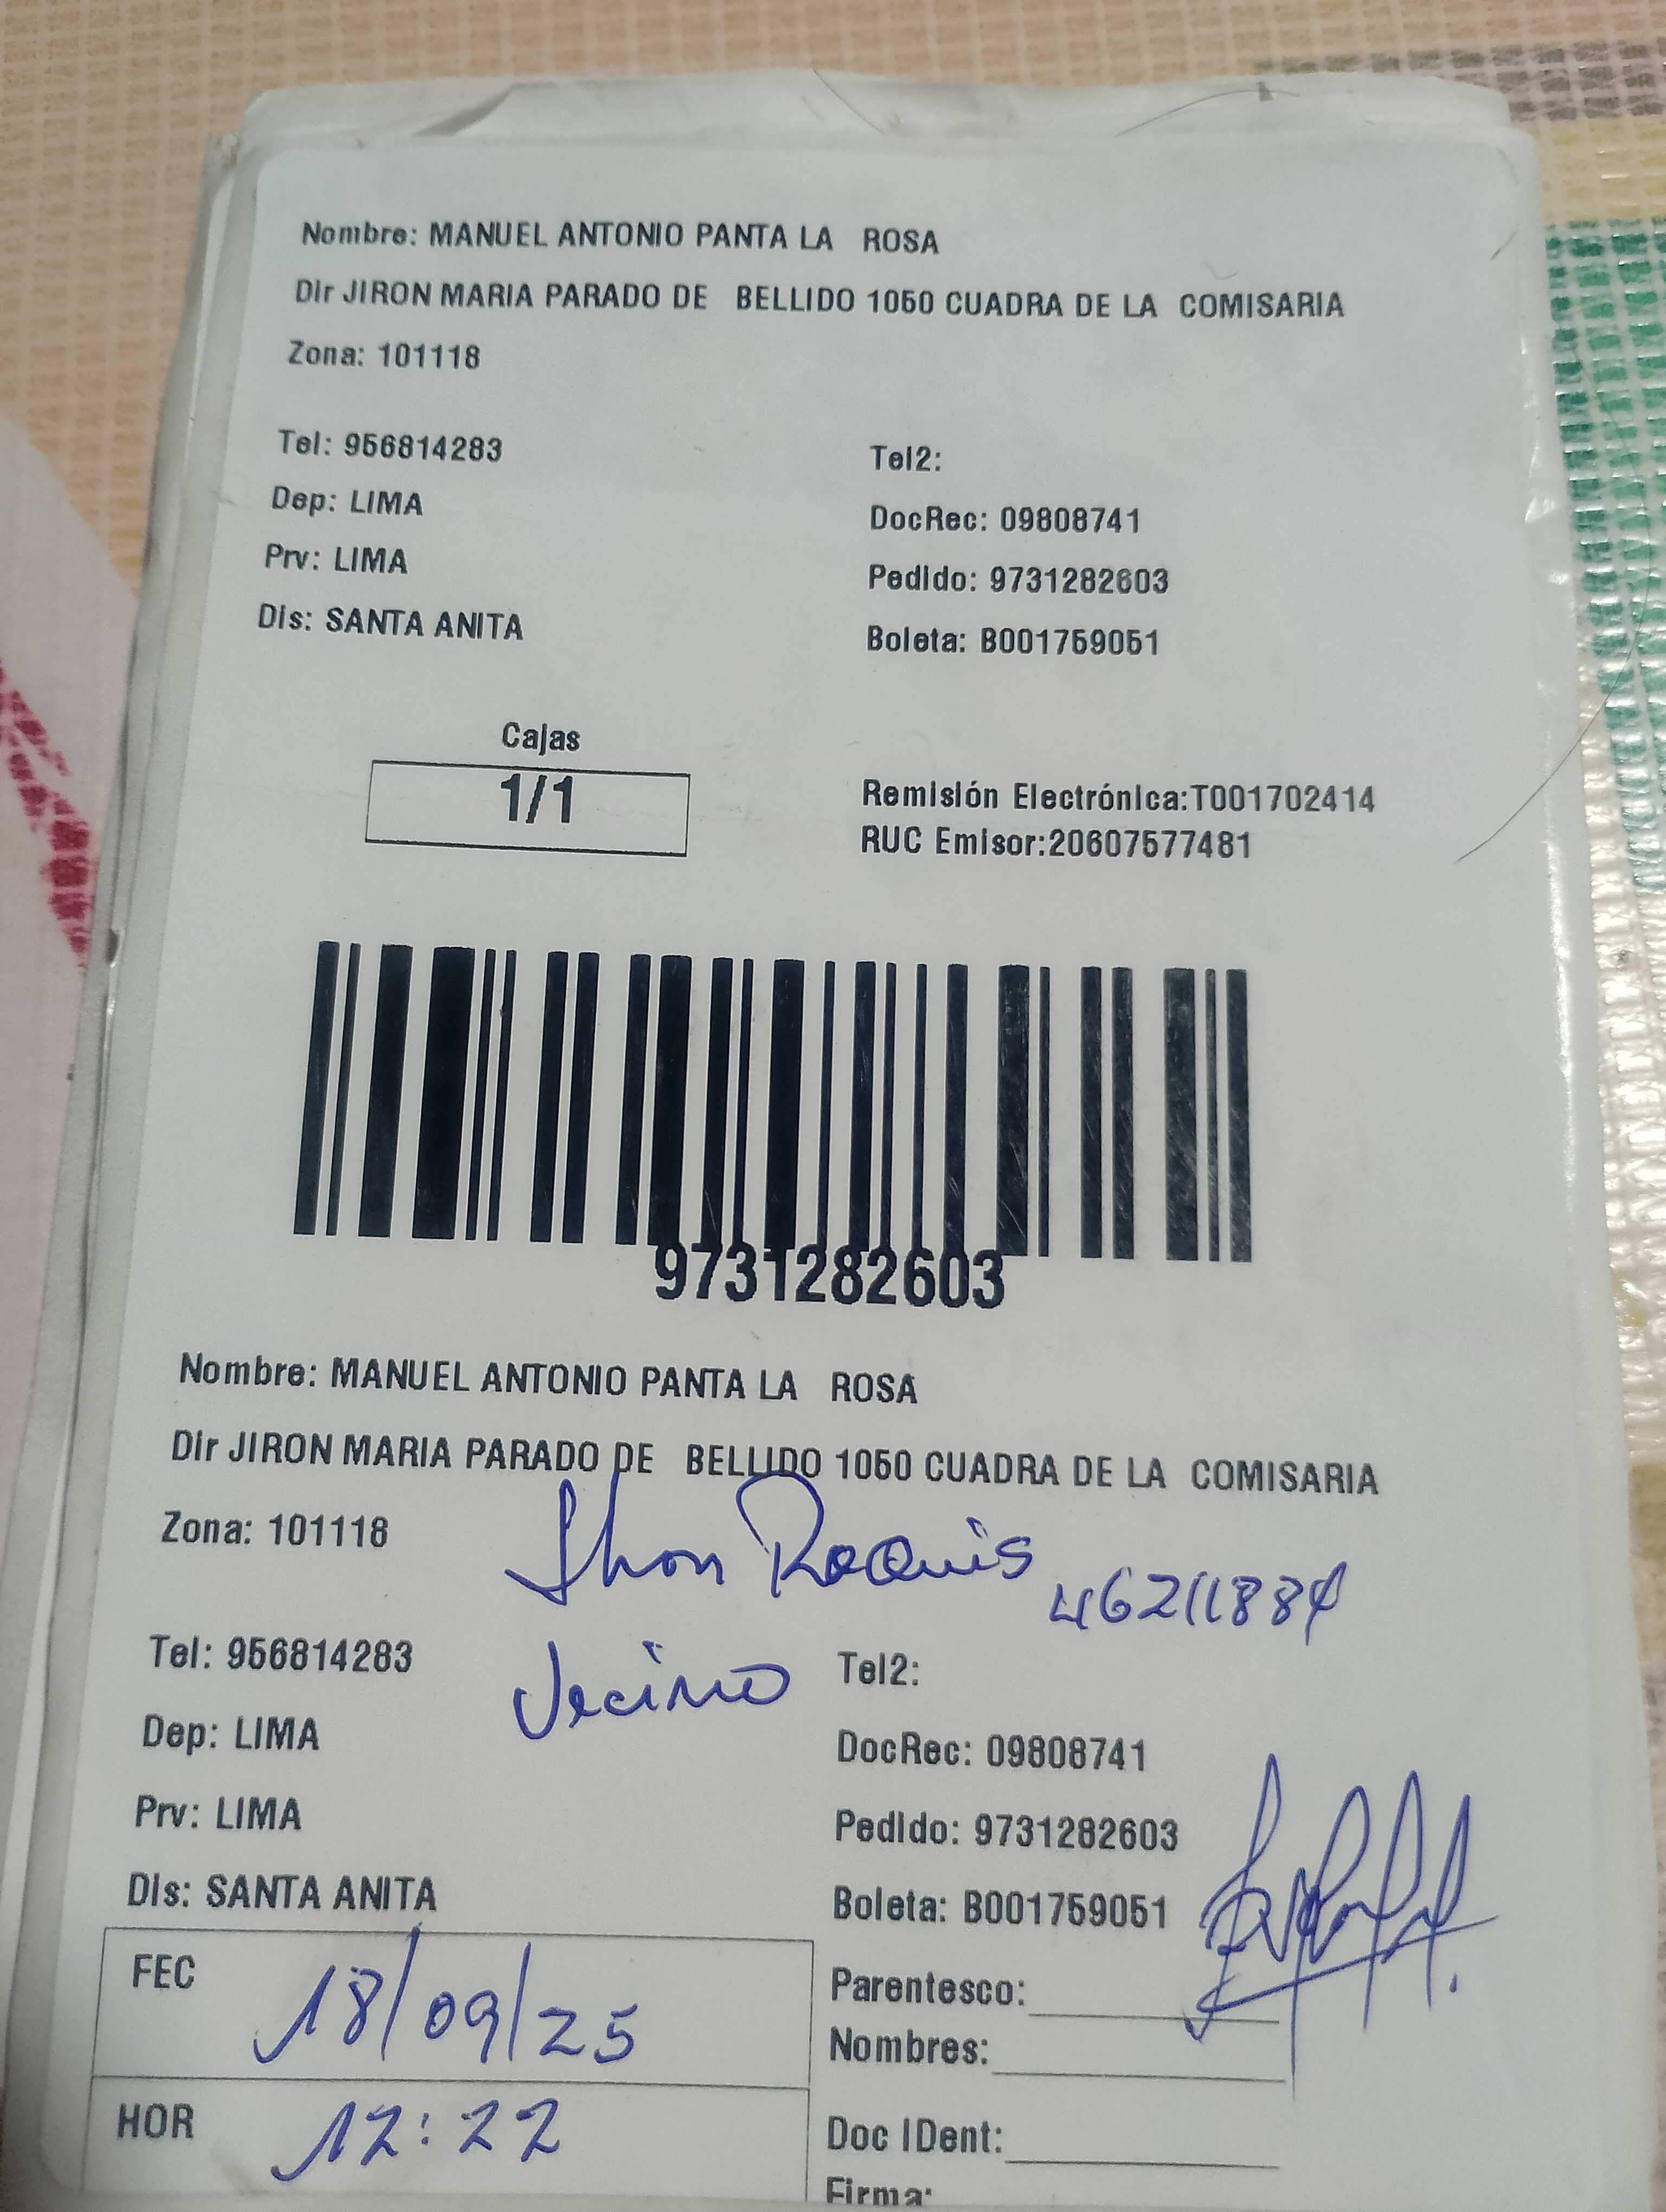 Nombre: MANUEL ANTONIO PANTA LA ROSA
Dir JIRON MARIA PARADO DE BELLIDO 1050 CUADRA DE LA COMISARIA
Zona: 101118
Tel: 956814283 Tel2:
Dep: LIMA DocRec: 09808741
Prv: LIMA Pedido: 9731282603
Dis: SANTA ANITA Boleta: B001759051
Cajas
1/1
Remisión Electrónica:T001702414
RUC Emisor:20607577481
9731282603
Nombre: MANUEL ANTONIO PANTA LA ROSA
Dir JIRON MARIA PARADO DE BELLIDO 1050 CUADRA DE LA COMISARIA
Zona: 101118
Jhon
Tel: 956814283 Vecino Tel2:
Dep: LIMA DocRec: 09808741
Prv: LIMA Pedido: 9731282603
Dis: SANTA ANITA Boleta: B001759051
FEC 18/09/25
Parentesco:
Nombres:
HOR 12:22
Doc IDent:
Firma: